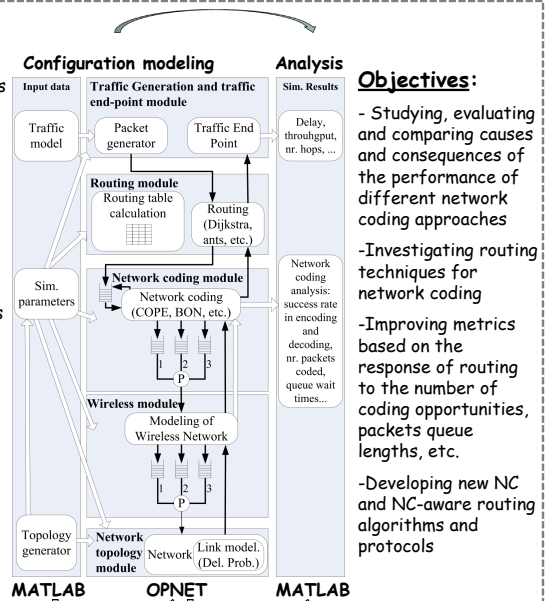 Configuration modeling
Analysis
Input data
Traffic model
Sim. parameters
Topology generator
MATLAB
Traffic Generation and traffic
end-point module
Packet
generator
Traffic End
Point
Routing module
Routing table
calculation
Routing
(Dijkstra,
ants, etc.)
Network coding module
Network coding
(COPE, BON, etc.)
1 2 3
P
Wireless module
Modeling of
Wireless Network
1 2 3
P
Network
topology
module
Network
Link model.
(Del. Prob.)
OPNET
Sim. Results
Delay,
throuhgput,
nr. hops, ...
Network
coding
analysis:
success rate
in encoding
and
decoding,
nr. packets
coded,
queue wait
times...
MATLAB
Objectives:
- Studying, evaluating
and comparing causes
and consequences of
the performance of
different network
coding approaches
-Investigating routing
techniques for
network coding
-Improving metrics
based on the
response of routing
to the number of
coding opportunities,
packets queue
lengths, etc.
-Developing new NC
and NC-aware routing
algorithms and
protocols